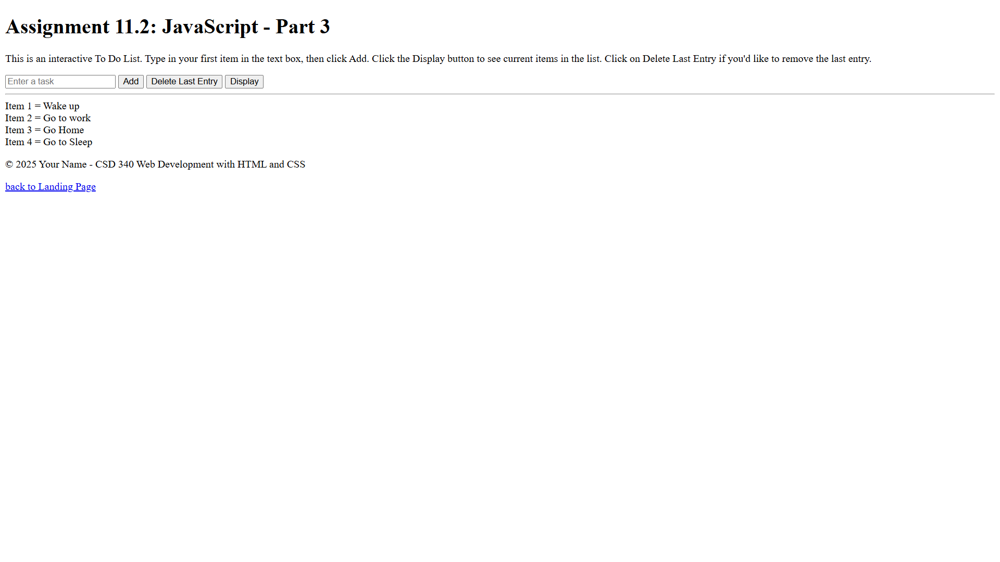 Assignment 11.2: JavaScript - Part 3
This is an interactive To Do List. Type in your first item in the text box, then click Add. Click the Display button to see current items in the list. Click on Delete Last Entry if you'd like to remove the last entry.
Enter a task Add Delete Last Entry Display
Item 1 = Wake up
Item 2 = Go to work
Item 3 = Go Home
Item 4 = Go to Sleep
© 2025 Your Name - CSD 340 Web Development with HTML and CSS
back to Landing Page